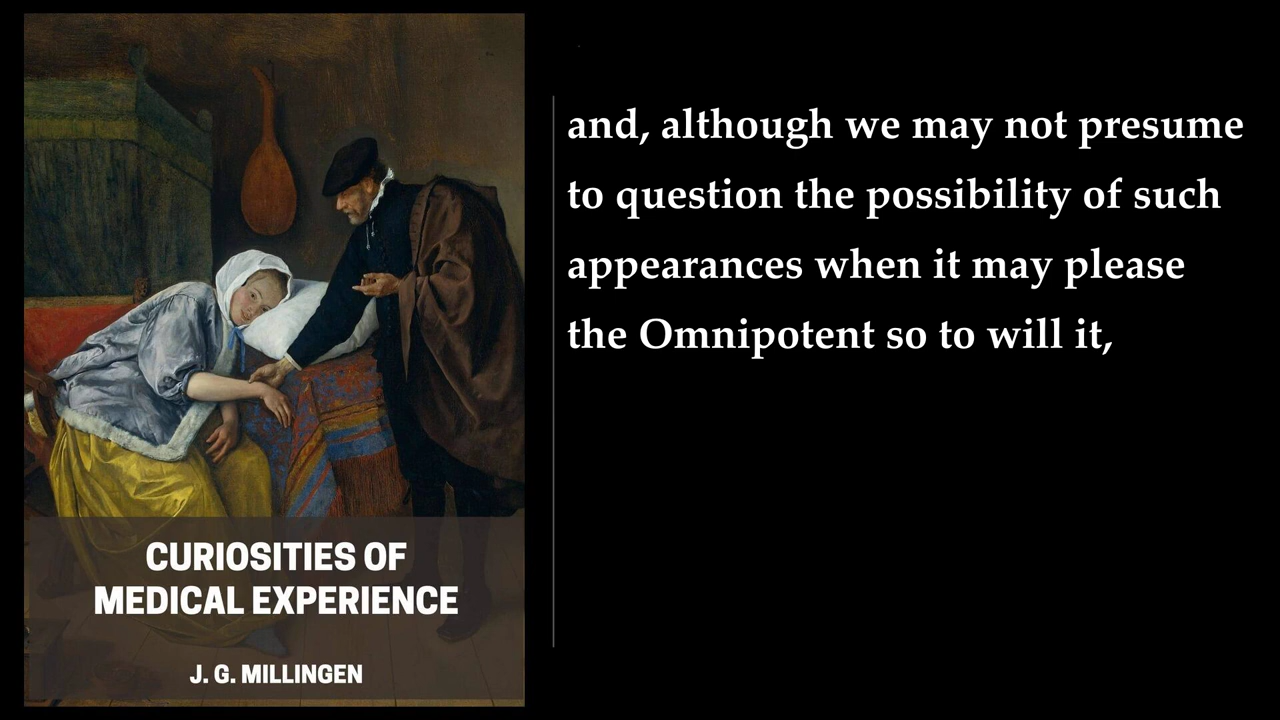 CURIOSITIES OF
MEDICAL EXPERIENCE
J. G. MILLINGEN
and, although we may not presume
to question the possibility of such
appearances when it may please
the Omnipotent so to will it,